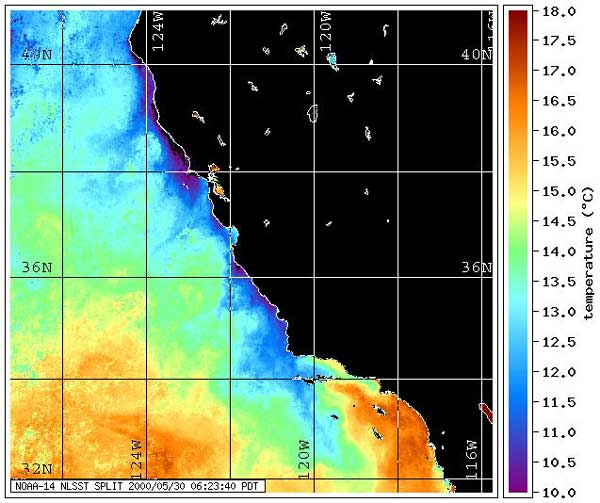 124W
120W
116W
40N
40N
36N
36N
32N
124W
120W
116W
NOAA-14 NLSST SPLIT 2000/05/30 06:23:40 PDT
18.0
17.5
17.0
16.5
16.0
15.5
15.0
14.5
14.0
13.5
13.0
12.5
12.0
11.5
11.0
10.5
10.0
temperature (°C)